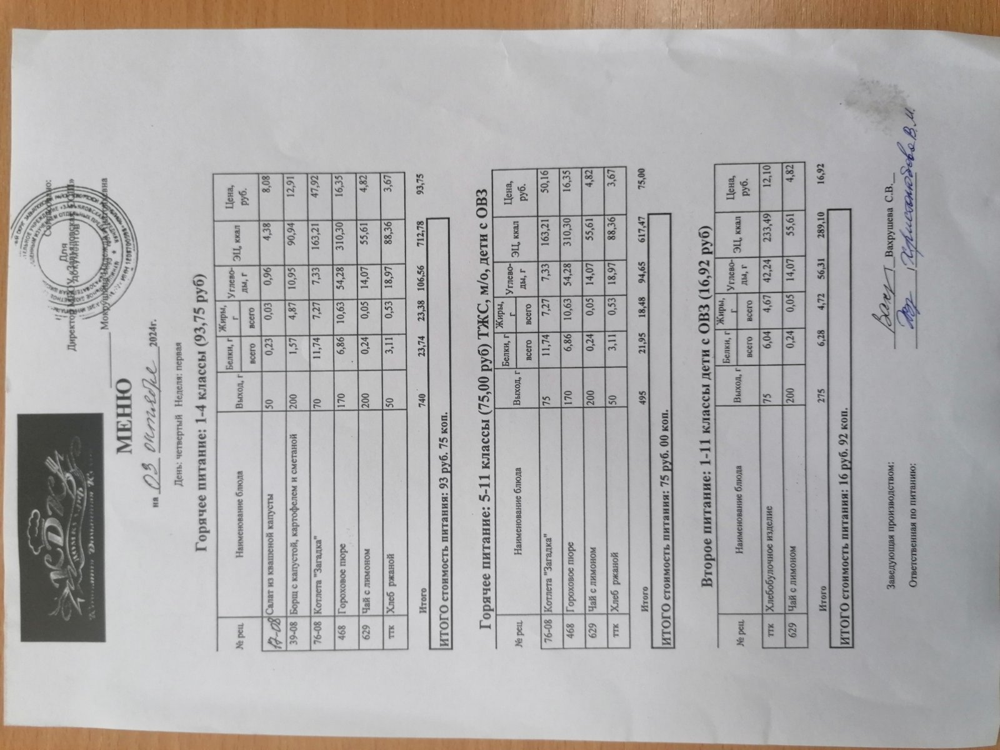 Согласовано:
Директор МБОУ «Завьяловская СОШ»
Для документов
Мокрушина Надежда Анатольевна
МЕНЮ
на 03 октября 2024г.
День: четвертый Неделя: первая
Горячее питание: 1-4 классы (93,75 руб)
№ рец. Наименование блюда Выход, г Белки, г Жиры, г Углево-ды, г ЭЦ, ккал Цена, руб.
всего всего
17-08 Салат из квашеной капусты 50 0,23 0,03 0,96 4,38 8,08
39-08 Борщ с капустой, картофелем и сметаной 200 1,57 4,87 10,95 90,94 12,91
76-08 Котлета "Загадка" 70 11,74 7,27 7,33 163,21 47,92
468 Гороховое пюре 170 6,86 10,63 54,28 310,30 16,35
629 Чай с лимоном 200 0,24 0,05 14,07 55,61 4,82
ттк Хлеб ржаной 50 3,11 0,53 18,97 88,36 3,67
Итого 740 23,74 23,38 106,56 712,78 93,75
ИТОГО стоимость питания: 93 руб. 75 коп.
Горячее питание: 5-11 классы (75,00 руб) ТЖС, м/о, дети с ОВЗ
№ рец. Наименование блюда Выход, г Белки, г Жиры, г Углево-ды, г ЭЦ, ккал Цена, руб.
всего всего
76-08 Котлета "Загадка" 75 11,74 7,27 7,33 163,21 50,16
468 Гороховое пюре 170 6,86 10,63 54,28 310,30 16,35
629 Чай с лимоном 200 0,24 0,05 14,07 55,61 4,82
ттк Хлеб ржаной 50 3,11 0,53 18,97 88,36 3,67
Итого 495 21,95 18,48 94,65 617,47 75,00
ИТОГО стоимость питания: 75 руб. 00 коп.
Второе питание: 1-11 классы дети с ОВЗ (16,92 руб)
№ рец. Наименование блюда Выход, г Белки, г Жиры, г Углево-ды, г ЭЦ, ккал Цена, руб.
всего всего
ттк Хлебобулочное изделие 75 6,04 4,67 42,24 233,49 12,10
629 Чай с лимоном 200 0,24 0,05 14,07 55,61 4,82
Итого 275 6,28 4,72 56,31 289,10 16,92
ИТОГО стоимость питания: 16 руб. 92 коп.
Заведующая производством: Вахрушева С.В.
Ответственная по питанию: Хрисолюбова В.И.